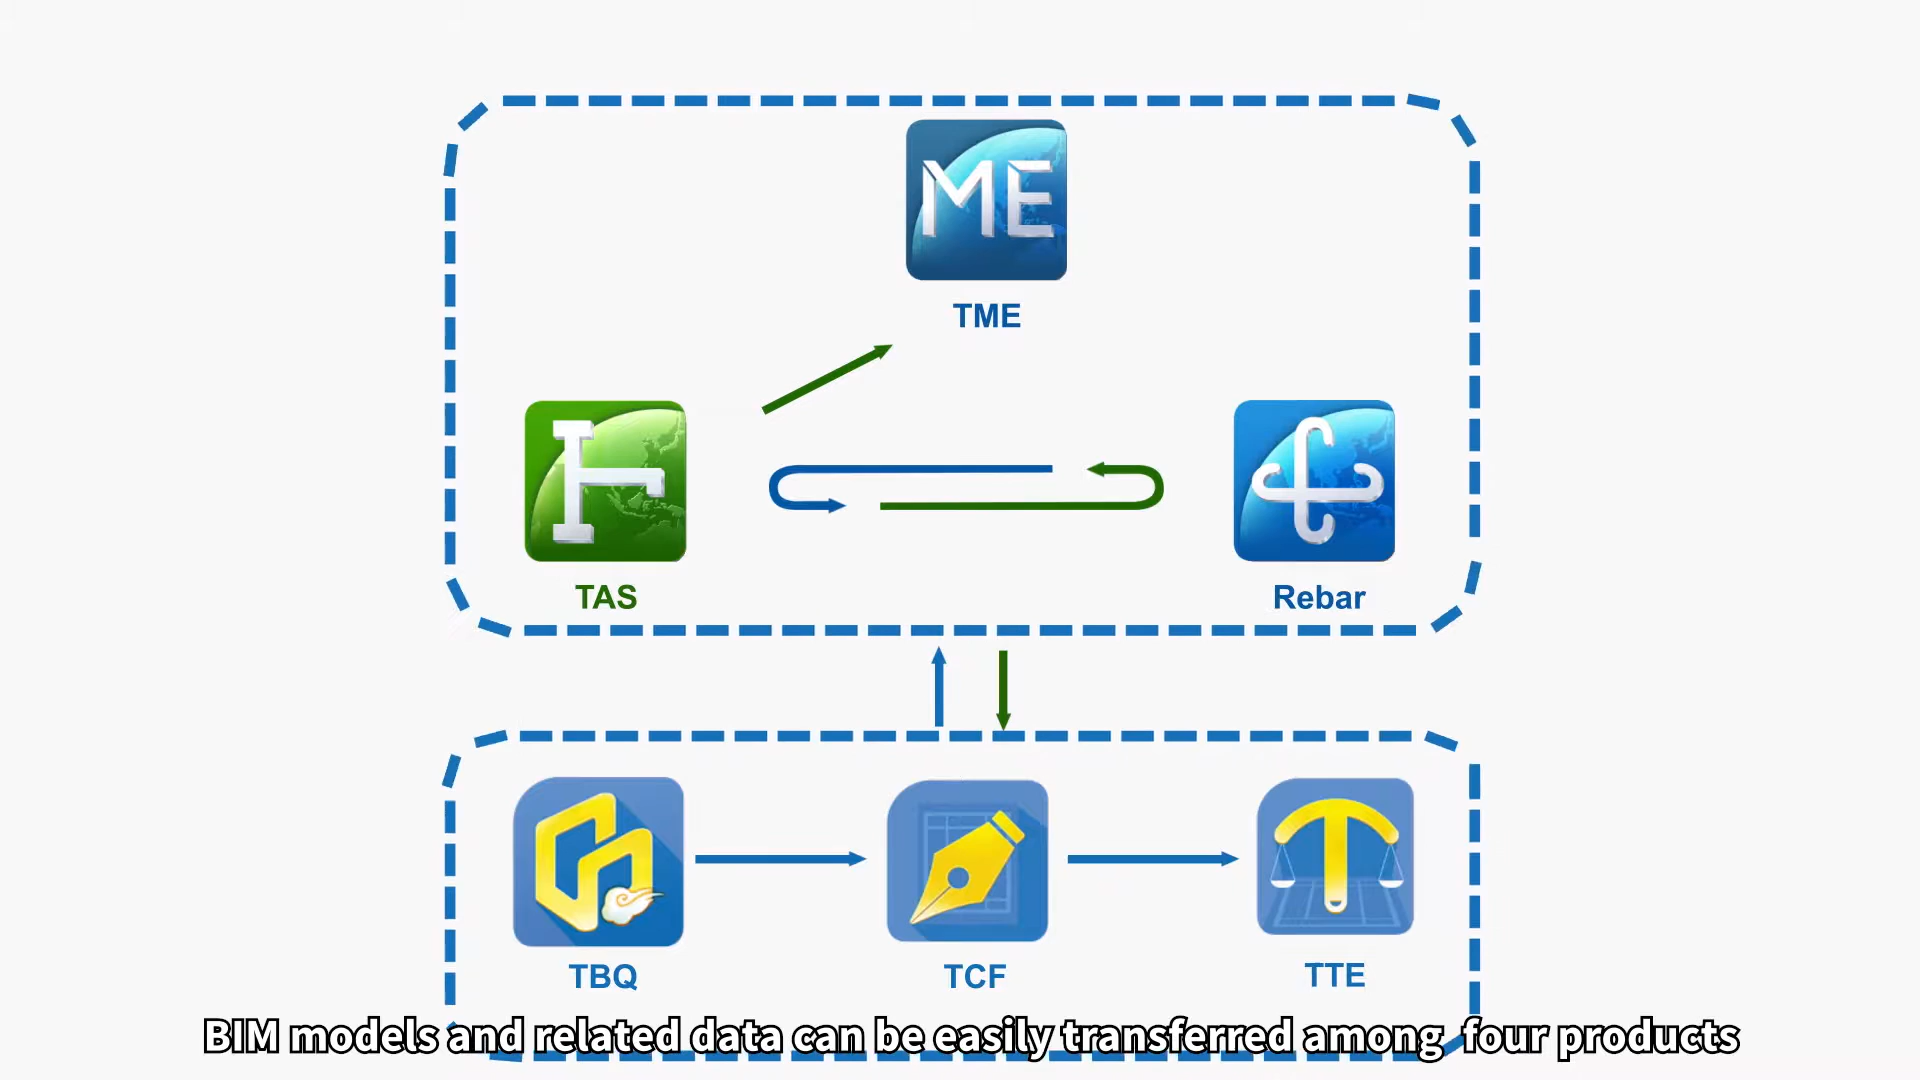 ME
TME
TAS
Rebar
TBQ
TCF
TTE
BIM models and related data can be easily transferred among four products